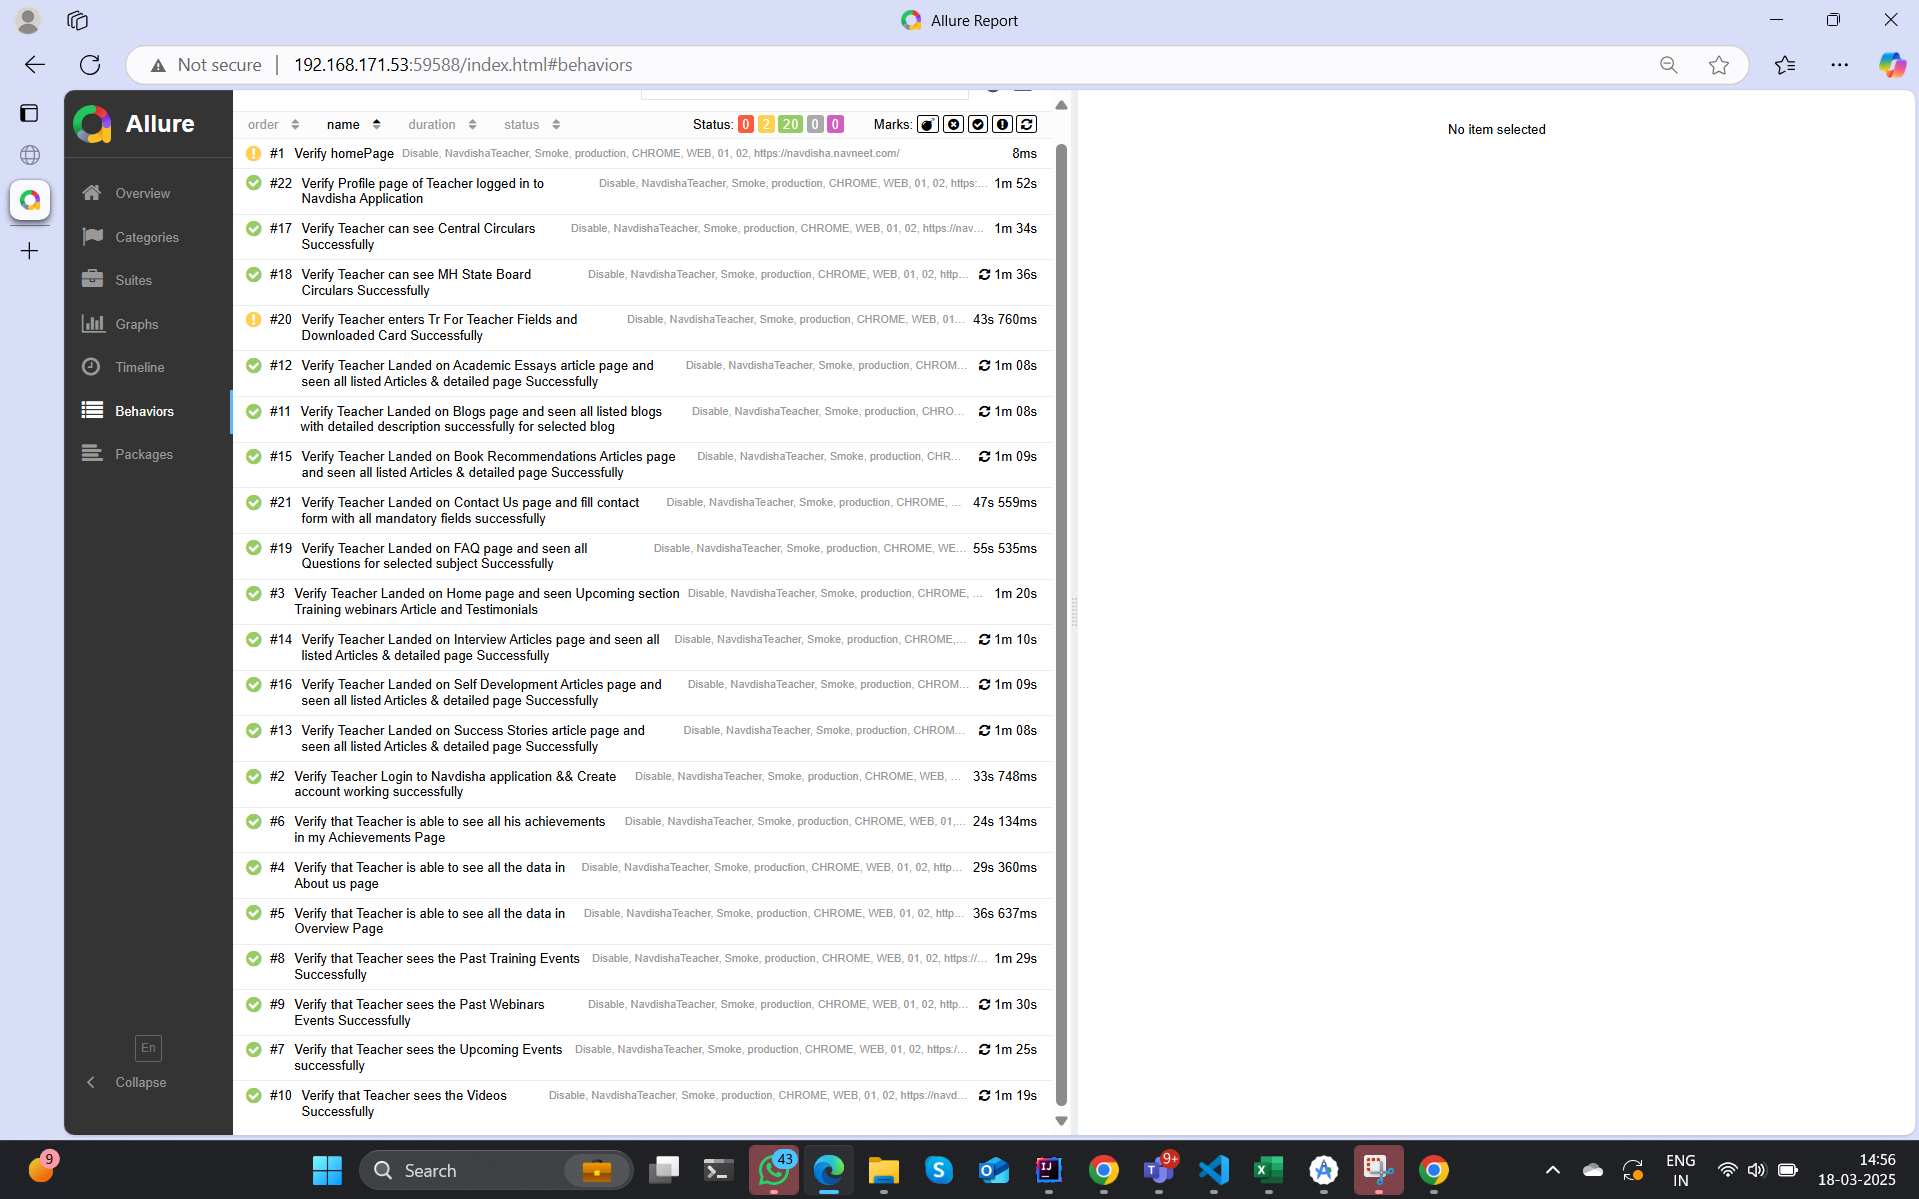 Allure Report
Not secure
192.168.171.53:59588/index.html#behaviors
Allure
Overview
Categories
Suites
Graphs
Timeline
Behaviors
Packages
En
Collapse
order name duration status Status: 0 2 20 0 0 Marks:
#1 Verify homePage Disable, NavdishaTeacher, Smoke, production, CHROME, WEB, 01, 02, https://navdisha.navneet.com/ 8ms
#22 Verify Profile page of Teacher logged in to Disable, NavdishaTeacher, Smoke, production, CHROME, WEB, 01, 02, https:... 1m 52s
Navdisha Application
#17 Verify Teacher can see Central Circulars Disable, NavdishaTeacher, Smoke, production, CHROME, WEB, 01, 02, https://nav... 1m 34s
Successfully
#18 Verify Teacher can see MH State Board Disable, NavdishaTeacher, Smoke, production, CHROME, WEB, 01, 02, http... 1m 36s
Circulars Successfully
#20 Verify Teacher enters Tr For Teacher Fields and Disable, NavdishaTeacher, Smoke, production, CHROME, WEB, 01... 43s 760ms
Downloaded Card Successfully
#12 Verify Teacher Landed on Academic Essays article page and Disable, NavdishaTeacher, Smoke, production, CHROM... 1m 08s
seen all listed Articles & detailed page Successfully
#11 Verify Teacher Landed on Blogs page and seen all listed blogs Disable, NavdishaTeacher, Smoke, production, CHRO... 1m 08s
with detailed description successfully for selected blog
#15 Verify Teacher Landed on Book Recommendations Articles page Disable, NavdishaTeacher, Smoke, production, CHR... 1m 09s
and seen all listed Articles & detailed page Successfully
#21 Verify Teacher Landed on Contact Us page and fill contact Disable, NavdishaTeacher, Smoke, production, CHROME, ... 47s 559ms
form with all mandatory fields successfully
#19 Verify Teacher Landed on FAQ page and seen all Disable, NavdishaTeacher, Smoke, production, CHROME, WE... 55s 535ms
Questions for selected subject Successfully
#3 Verify Teacher Landed on Home page and seen Upcoming section Disable, NavdishaTeacher, Smoke, production, CHROME, ... 1m 20s
Training webinars Article and Testimonials
#14 Verify Teacher Landed on Interview Articles page and seen all Disable, NavdishaTeacher, Smoke, production, CHROME,... 1m 10s
listed Articles & detailed page Successfully
#16 Verify Teacher Landed on Self Development Articles page and Disable, NavdishaTeacher, Smoke, production, CHROM... 1m 09s
seen all listed Articles & detailed page Successfully
#13 Verify Teacher Landed on Success Stories article page and Disable, NavdishaTeacher, Smoke, production, CHROM... 1m 08s
seen all listed Articles & detailed page Successfully
#2 Verify Teacher Login to Navdisha application && Create Disable, NavdishaTeacher, Smoke, production, CHROME, WEB, ... 33s 748ms
account working successfully
#6 Verify that Teacher is able to see all his achievements Disable, NavdishaTeacher, Smoke, production, CHROME, WEB, 01,... 24s 134ms
in my Achievements Page
#4 Verify that Teacher is able to see all the data in Disable, NavdishaTeacher, Smoke, production, CHROME, WEB, 01, 02, http... 29s 360ms
About us page
#5 Verify that Teacher is able to see all the data in Disable, NavdishaTeacher, Smoke, production, CHROME, WEB, 01, 02, http... 36s 637ms
Overview Page
#8 Verify that Teacher sees the Past Training Events Disable, NavdishaTeacher, Smoke, production, CHROME, WEB, 01, 02, https://... 1m 29s
Successfully
#9 Verify that Teacher sees the Past Webinars Disable, NavdishaTeacher, Smoke, production, CHROME, WEB, 01, 02, http... 1m 30s
Events Successfully
#7 Verify that Teacher sees the Upcoming Events Disable, NavdishaTeacher, Smoke, production, CHROME, WEB, 01, 02, https:/... 1m 25s
successfully
#10 Verify that Teacher sees the Videos Disable, NavdishaTeacher, Smoke, production, CHROME, WEB, 01, 02, https://navd... 1m 19s
Successfully
No item selected
9
Search
43
9+
ENG
IN
14:56
18-03-2025